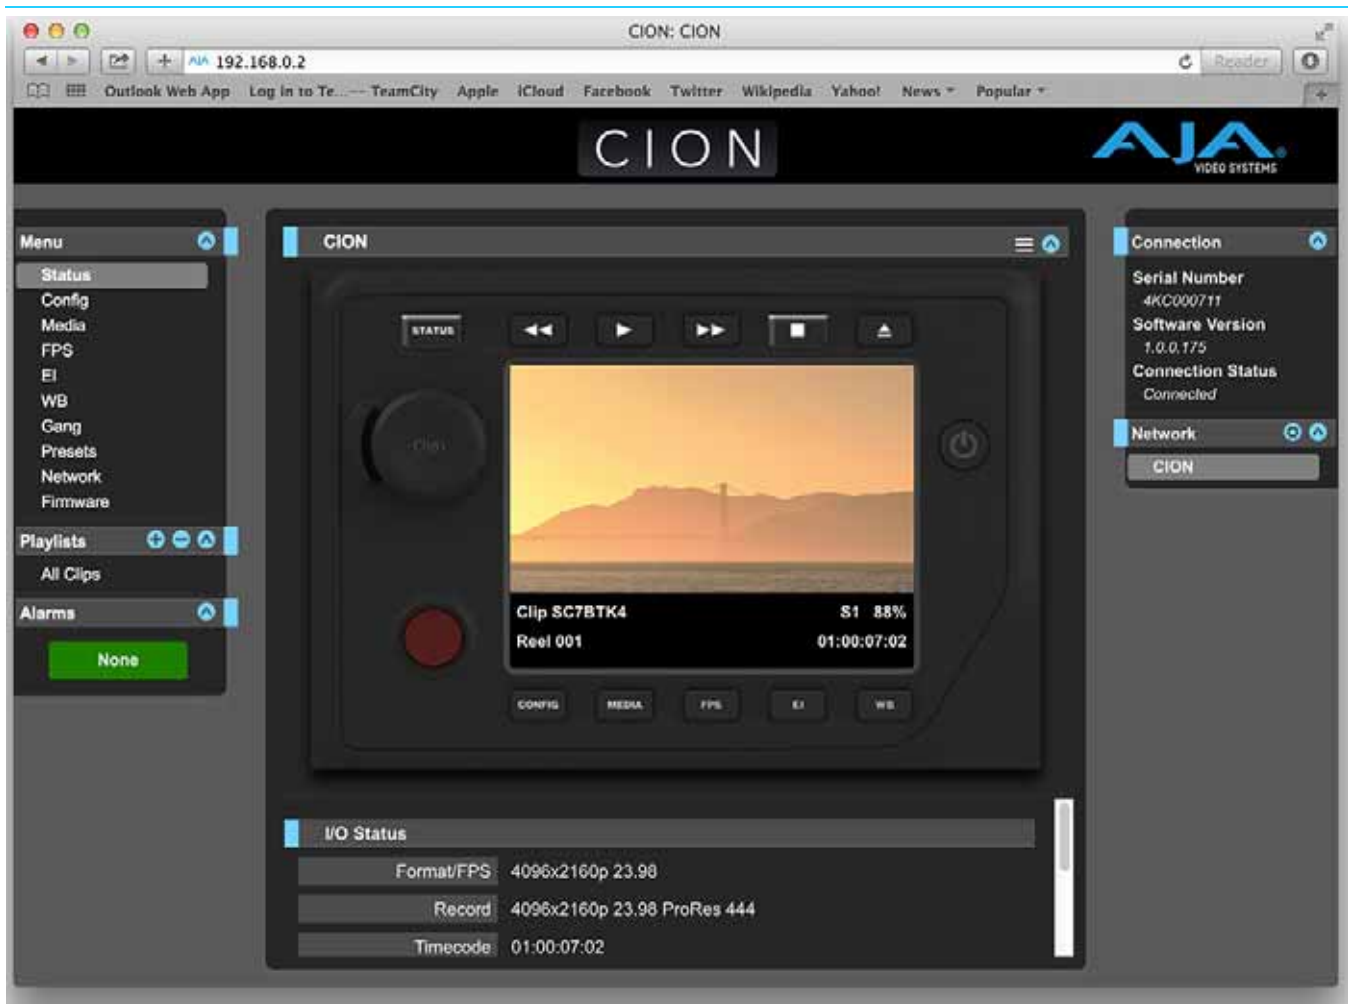 CION: CION
AJA 192.168.0.2
Reader
Outlook Web App Log in to Te...-- TeamCity Apple iCloud Facebook Twitter Wikipedia Yahoo! News Popular
CION
AJA
VIDEO SYSTEMS
Menu
Status
Config
Media
FPS
EI
WB
Gang
Presets
Network
Firmware
Playlists
All Clips
Alarms
None
CION
STATUS
Clip SC7BTK4
S1 88%
Reel 001
01:00:07:02
CONFIG MEDIA FPS EI WB
I/O Status
Format/FPS 4096x2160p 23.98
Record 4096x2160p 23.98 ProRes 444
Timecode 01:00:07:02
Connection
Serial Number
4KC000711
Software Version
1.0.0.175
Connection Status
Connected
Network
CION